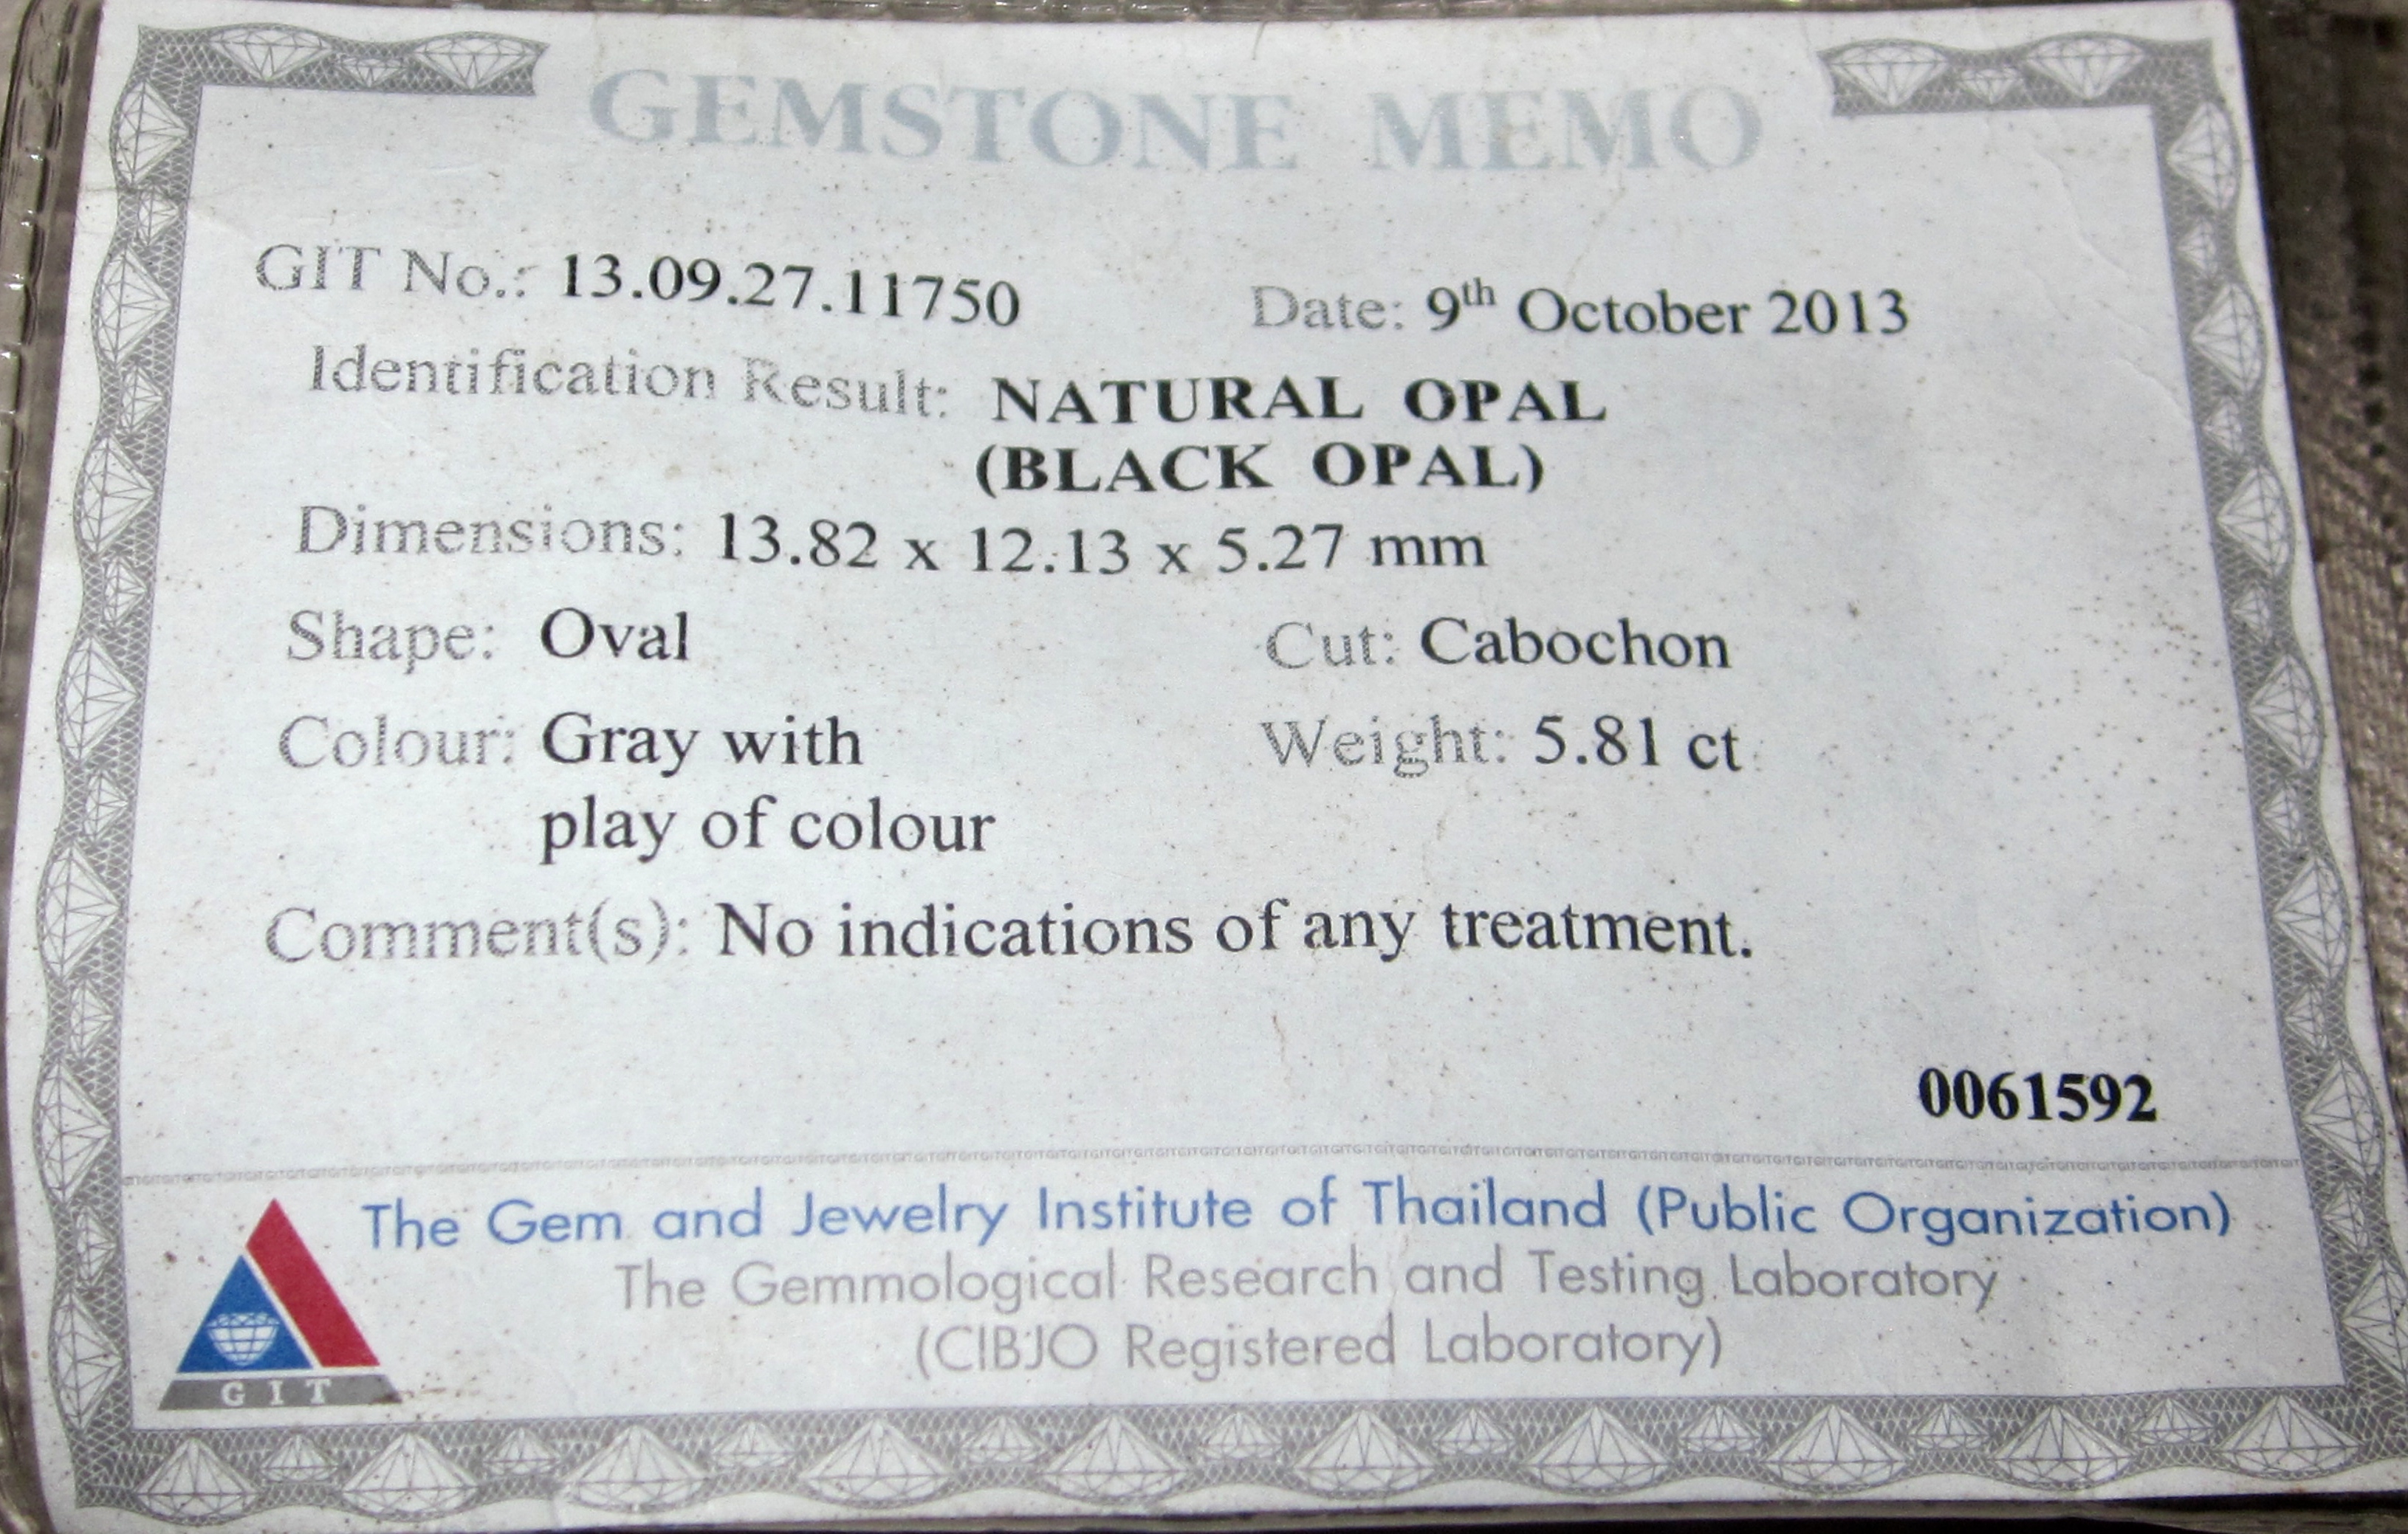 GEMSTONE MEMO
GIT No.: 13.09.27.11750 Date: 9th October 2013
Identification Result: NATURAL OPAL
(BLACK OPAL)
Dimensions: 13.82 x 12.13 x 5.27 mm
Shape: Oval Cut: Cabochon
Colour: Gray with Weight: 5.81 ct
play of colour
Comment(s): No indications of any treatment.
0061592
The Gem and Jewelry Institute of Thailand (Public Organization)
The Gemmological Research and Testing Laboratory
(CIBJO Registered Laboratory)
GIT